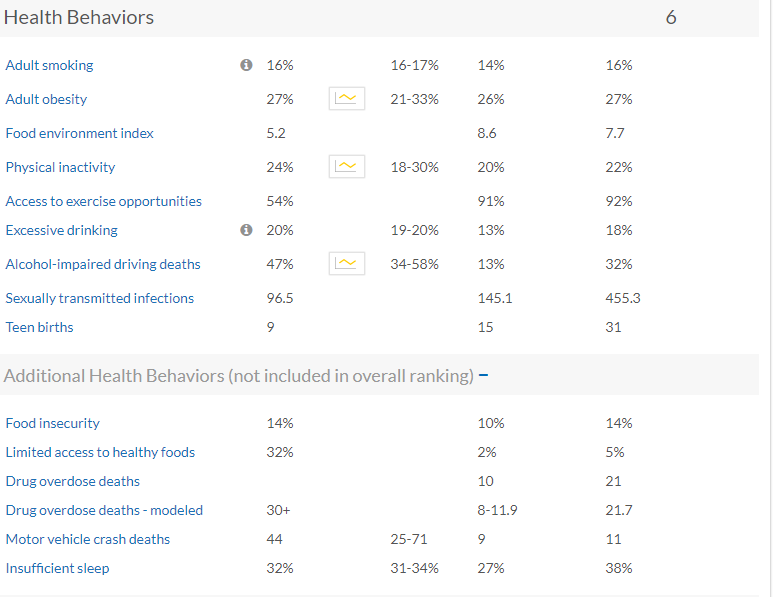 Health Behaviors 6
Adult smoking 16% 16-17% 14% 16%
Adult obesity 27% 21-33% 26% 27%
Food environment index 5.2 8.6 7.7
Physical inactivity 24% 18-30% 20% 22%
Access to exercise opportunities 54% 91% 92%
Excessive drinking 20% 19-20% 13% 18%
Alcohol-impaired driving deaths 47% 34-58% 13% 32%
Sexually transmitted infections 96.5 145.1 455.3
Teen births 9 15 31
Additional Health Behaviors (not included in overall ranking) –
Food insecurity 14% 10% 14%
Limited access to healthy foods 32% 2% 5%
Drug overdose deaths 10 21
Drug overdose deaths - modeled 30+ 8-11.9 21.7
Motor vehicle crash deaths 44 25-71 9 11
Insufficient sleep 32% 31-34% 27% 38%